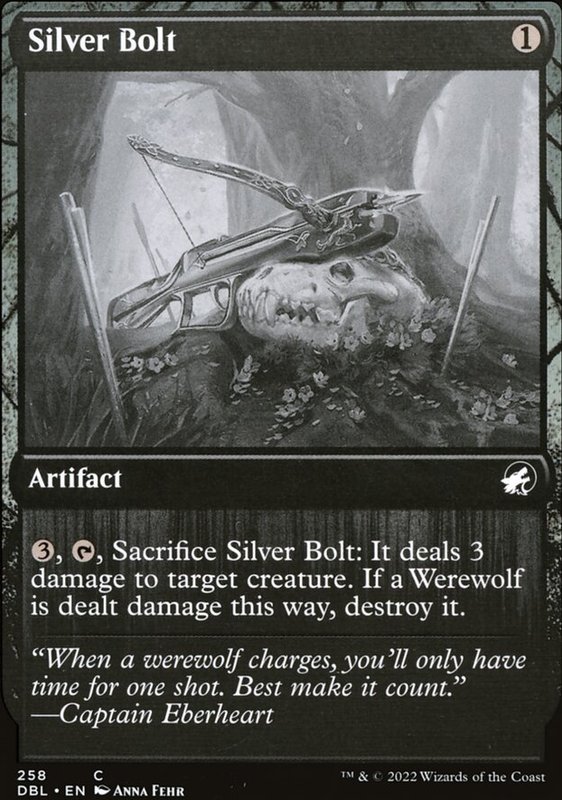 Silver Bolt 1
Artifact
3, , Sacrifice Silver Bolt: It deals 3
damage to target creature. If a Werewolf
is dealt damage this way, destroy it.
“When a werewolf charges, you’ll only have
time for one shot. Best make it count.”
—Captain Eberheart
258 C
DBL • EN Anna Fehr
™ & © 2022 Wizards of the Coast